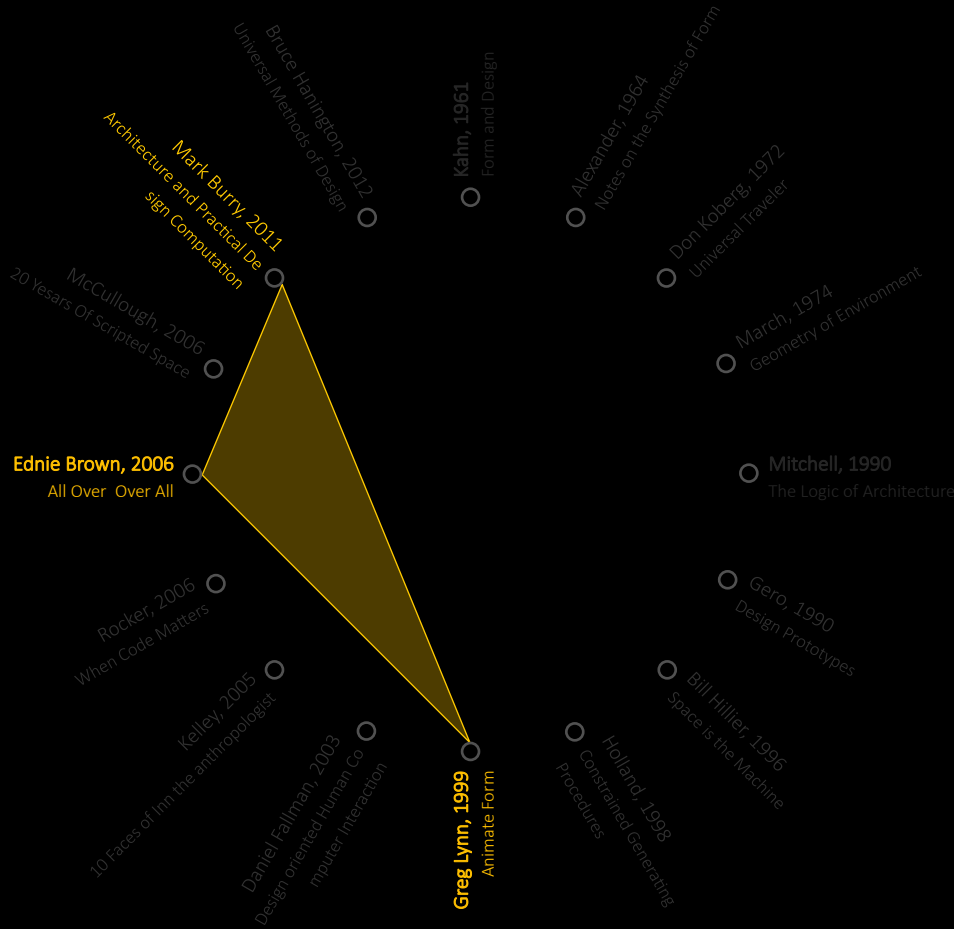 Kahn, 1961
Form and Design
Alexander, 1964
Notes on the Synthesis of Form
Don Koberg, 1972
Universal Traveler
March, 1974
Geometry of Environment
Mitchell, 1990
The Logic of Architecture
Gero, 1990
Design Prototypes
Bill Hillier, 1996
Space is the Machine
Holland, 1998
Constrained Generating
Procedures
Greg Lynn, 1999
Animate Form
Daniel Fallman, 2003
Design oriented Human Co
mputer Interaction
Kelley, 2005
10 Faces of Inn the anthropologist
Rocker, 2006
When Code Matters
Ednie Brown, 2006
All Over  Over All
McCullough, 2006
20 Yesars Of Scripted Space
Mark Burry, 2011
Architecture and Practical De
sign Computation
Bruce Hanington, 2012
Universal Methods of Design